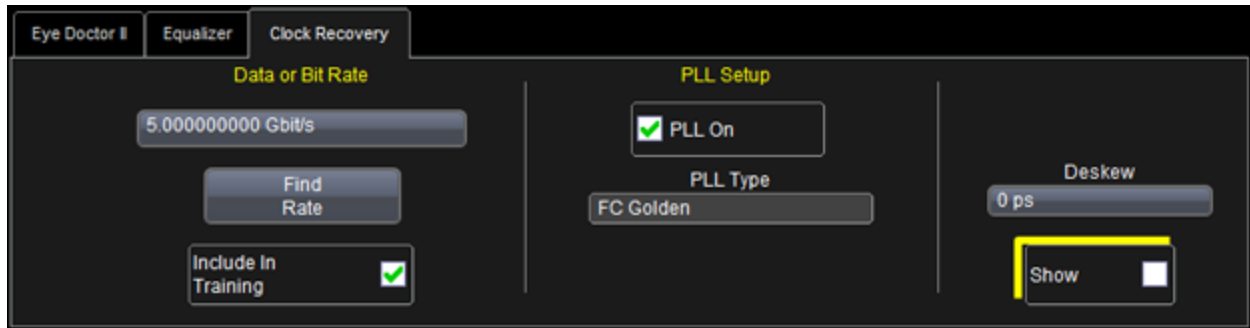 Eye Doctor II
Equalizer
Clock Recovery
Data or Bit Rate
5.000000000 Gbit/s
Find
Rate
Include In
Training
PLL Setup
PLL On
PLL Type
FC Golden
Deskew
0 ps
Show